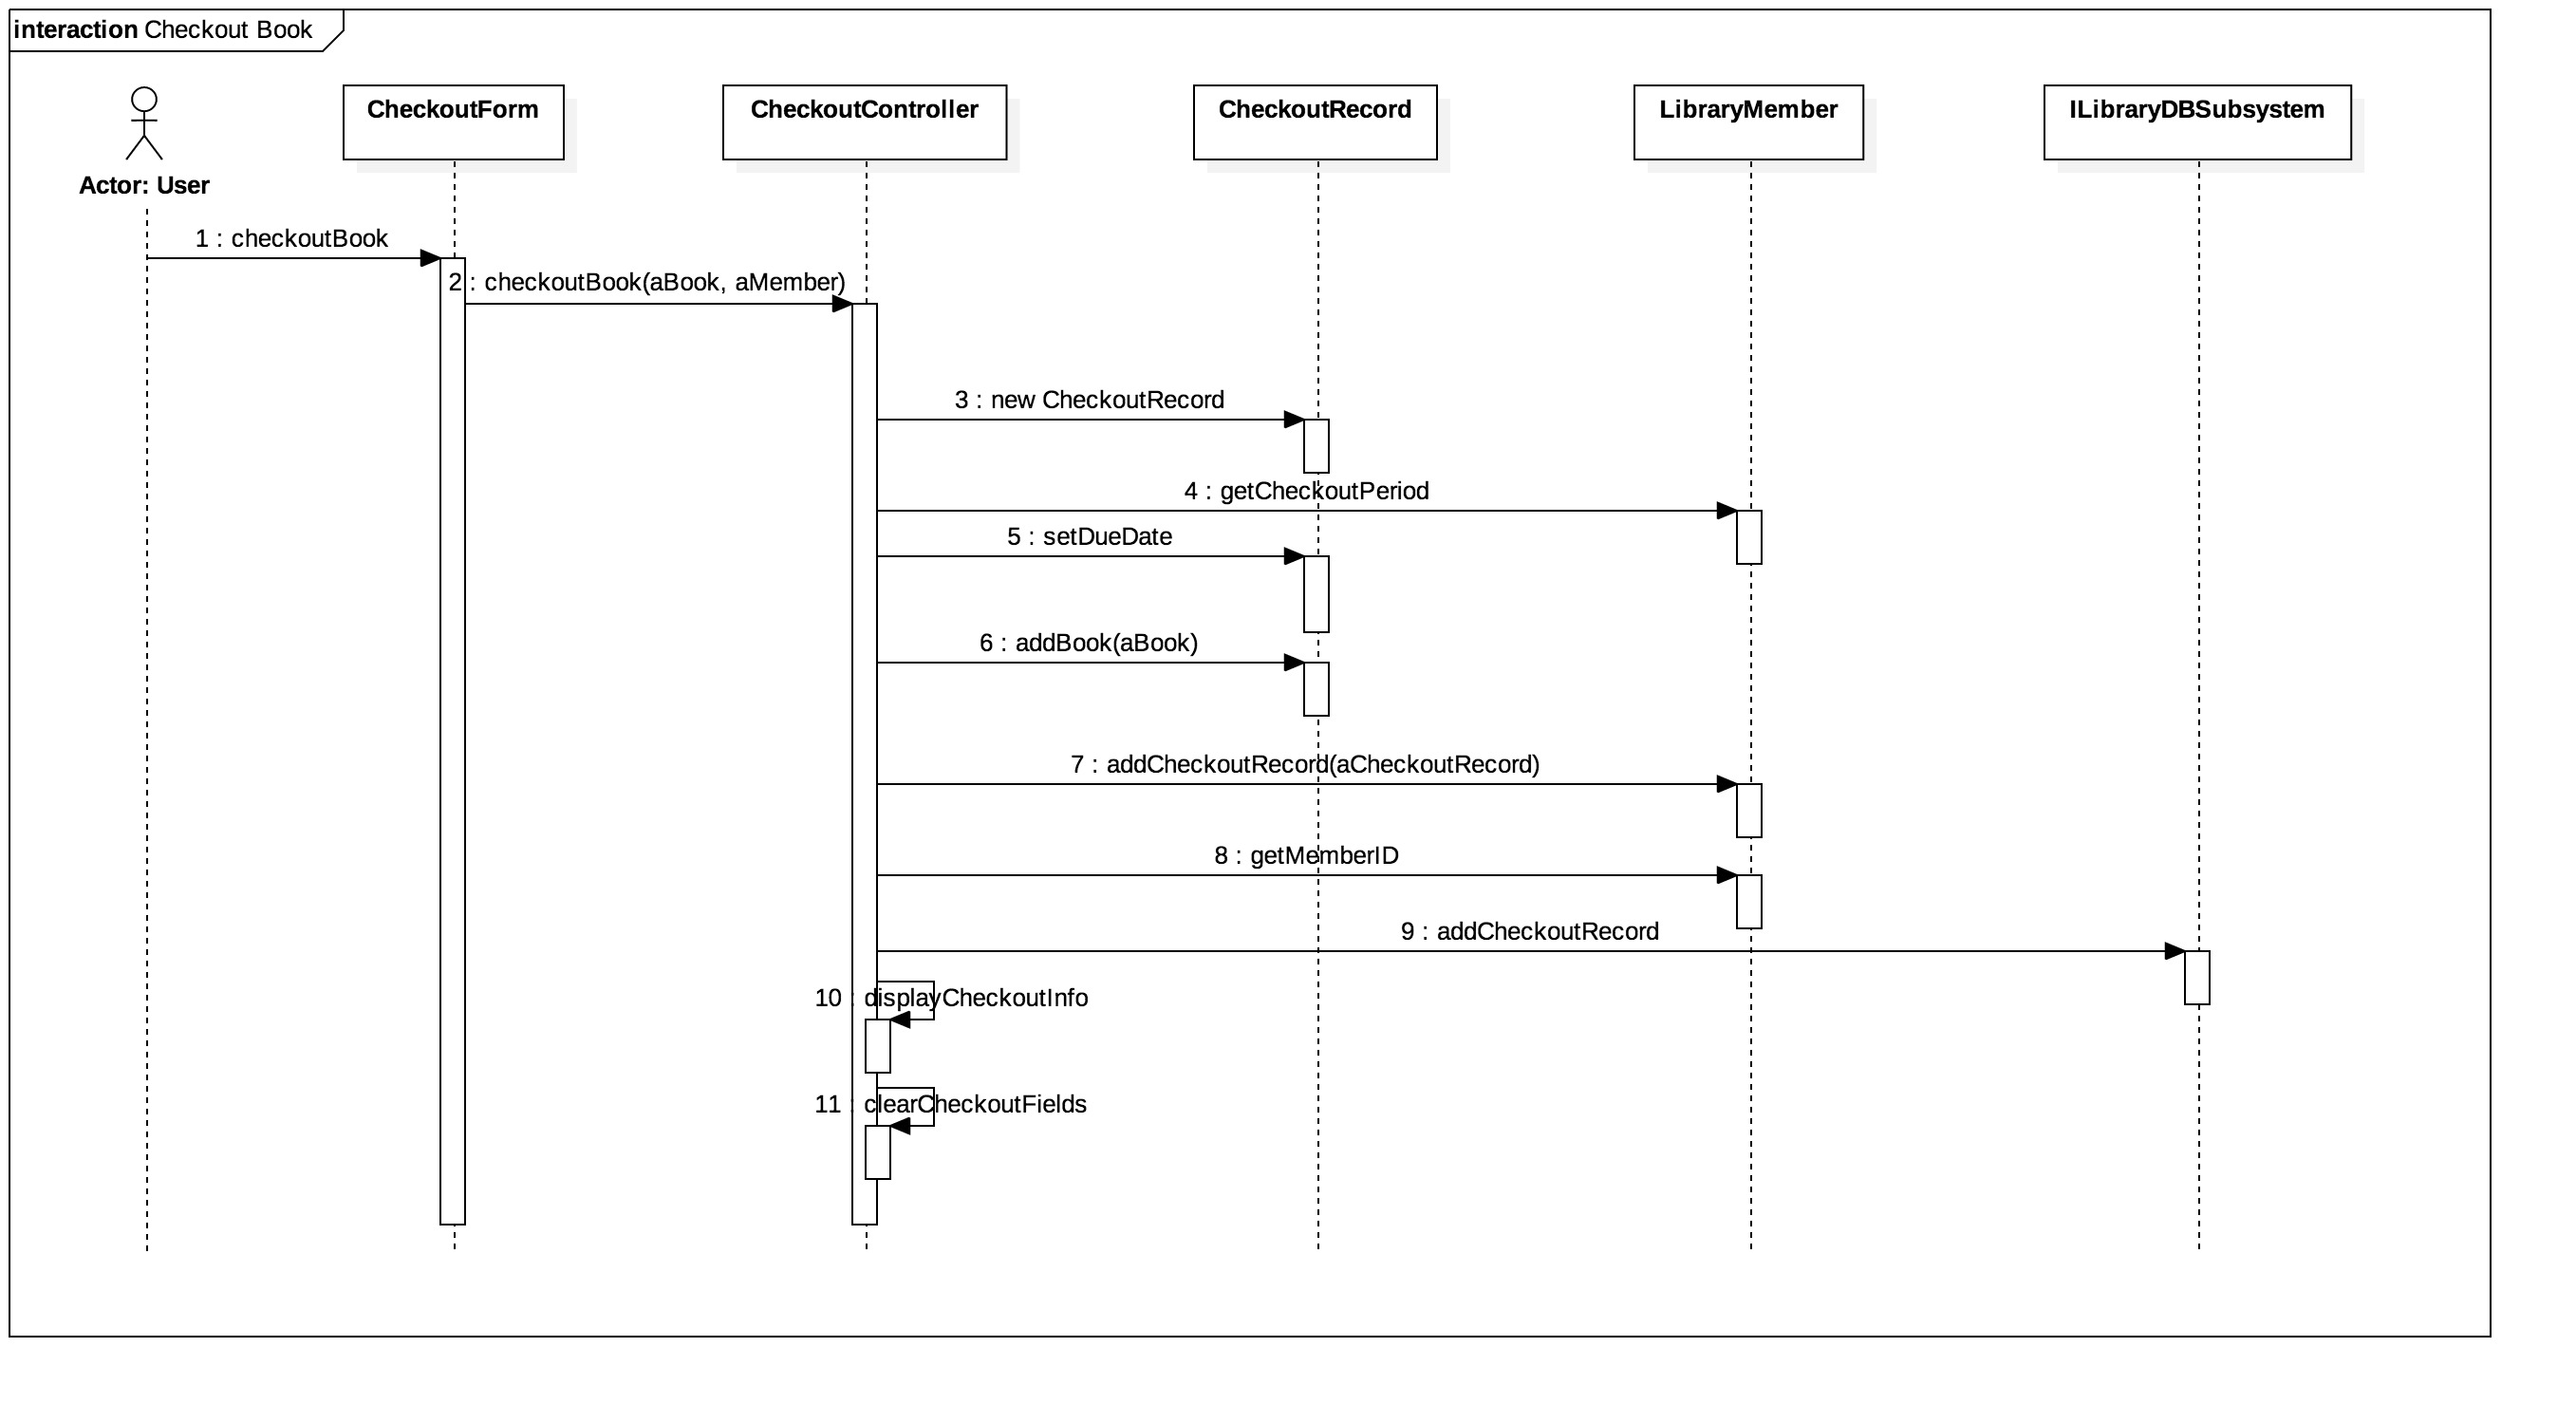 interaction Checkout Book
Actor: User
CheckoutForm
CheckoutController
CheckoutRecord
LibraryMember
ILibraryDBSubsystem
1 : checkoutBook
2 : checkoutBook(aBook, aMember)
3 : new CheckoutRecord
4 : getCheckoutPeriod
5 : setDueDate
6 : addBook(aBook)
7 : addCheckoutRecord(aCheckoutRecord)
8 : getMemberID
9 : addCheckoutRecord
10 : displayCheckoutInfo
11 : clearCheckoutFields